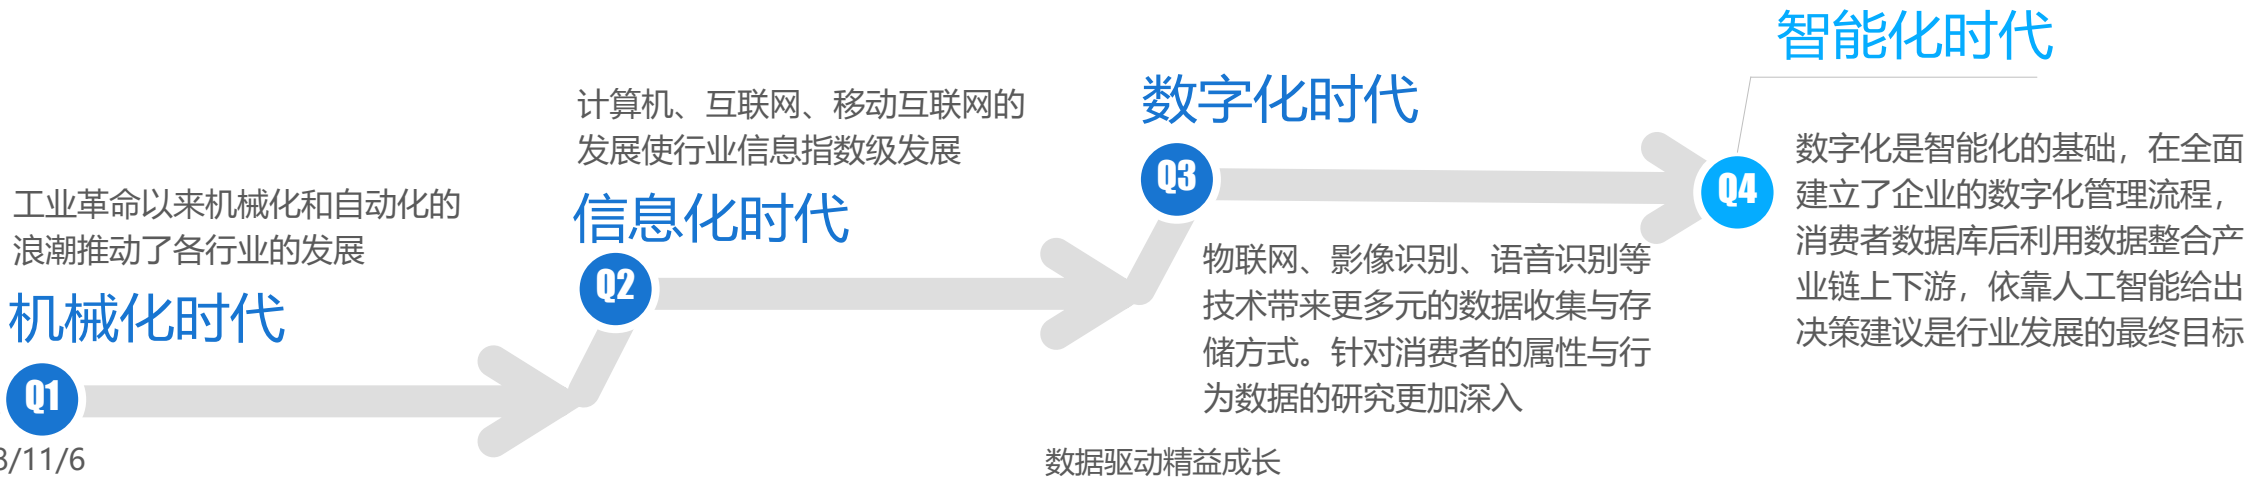 工业革命以来机械化和自动化的
浪潮推动了各行业的发展
机械化时代
Q1
计算机、互联网、移动互联网的
发展使行业信息指数级发展
信息化时代
Q2
数字化时代
Q3
物联网、影像识别、语音识别等
技术带来更多元的数据收集与存
储方式。针对消费者的属性与行
为数据的研究更加深入
智能化时代
Q4
数字化是智能化的基础，在全面
建立了企业的数字化管理流程，
消费者数据库后利用数据整合产
业链上下游，依靠人工智能给出
决策建议是行业发展的最终目标
8/11/6
数据驱动精益成长